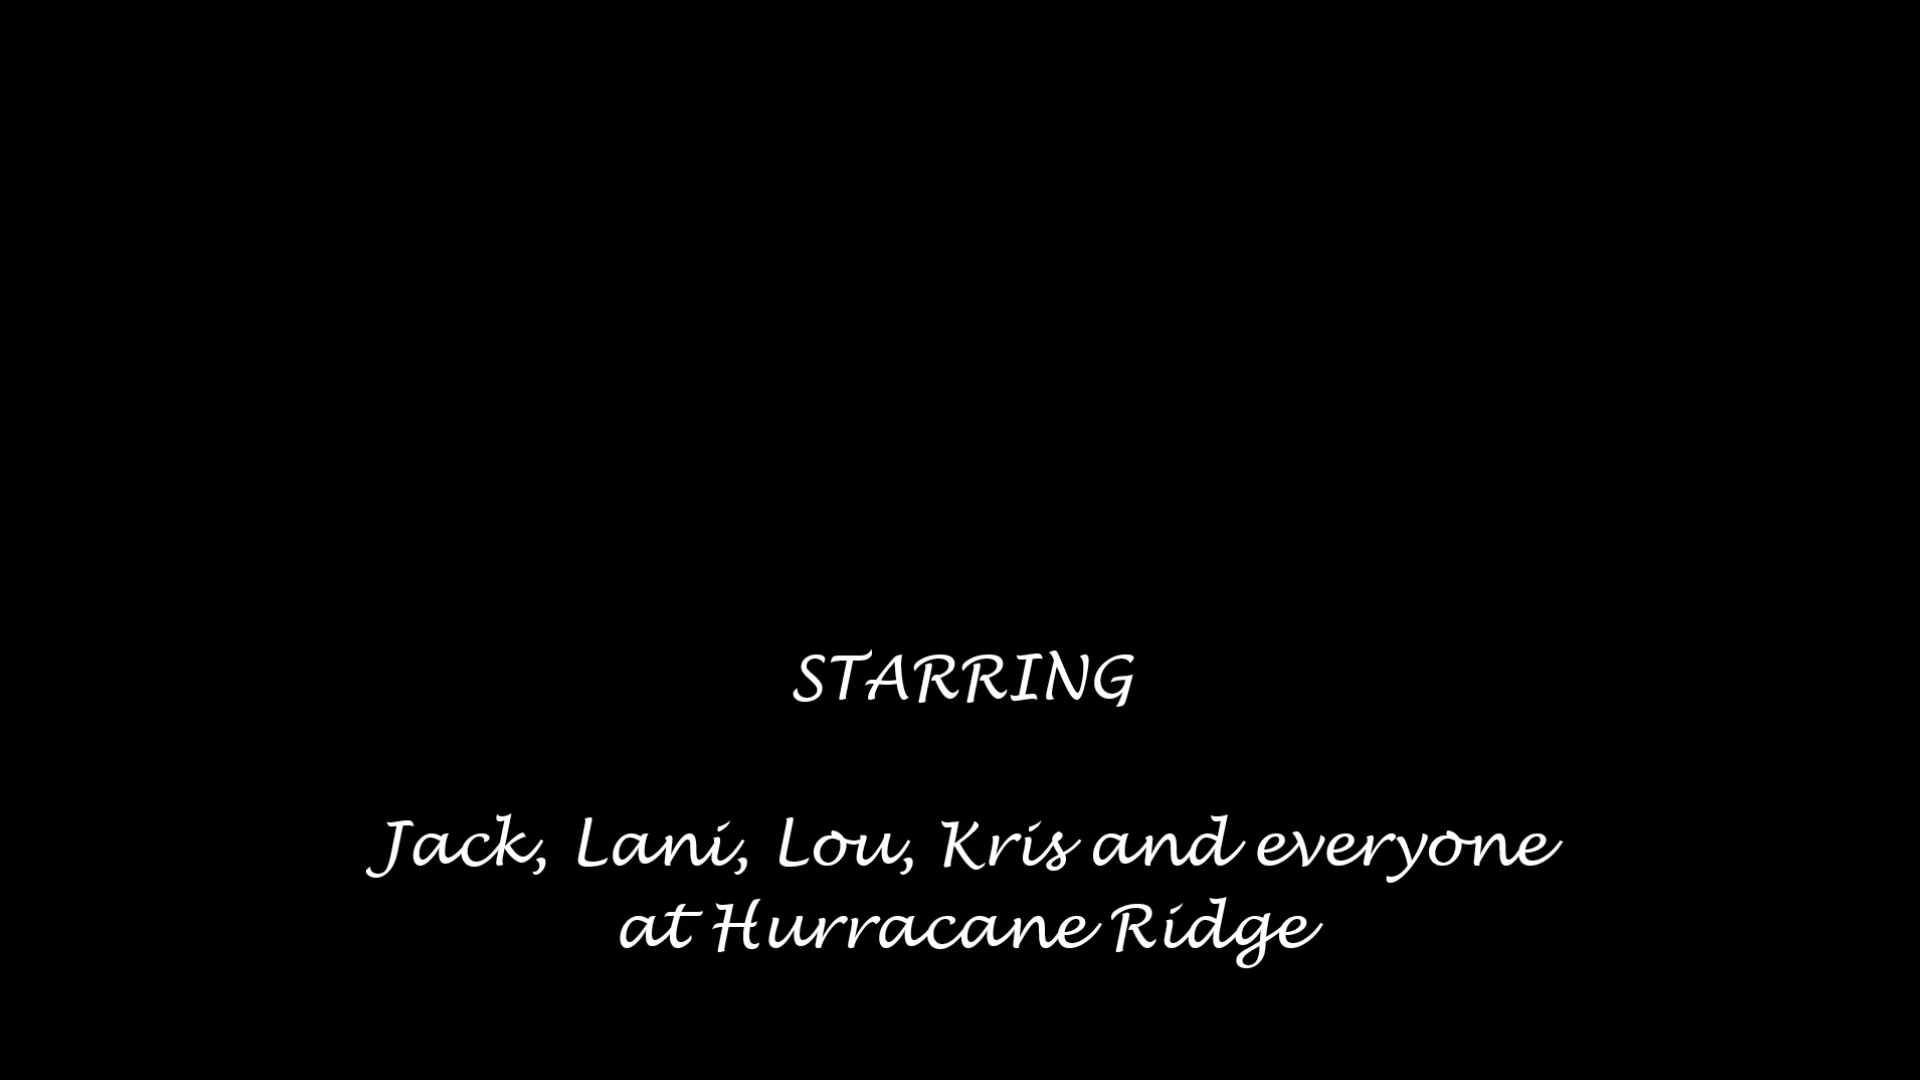 STARRING
Jack, Lani, Lou, Kris and everyone
at Hurracane Ridge